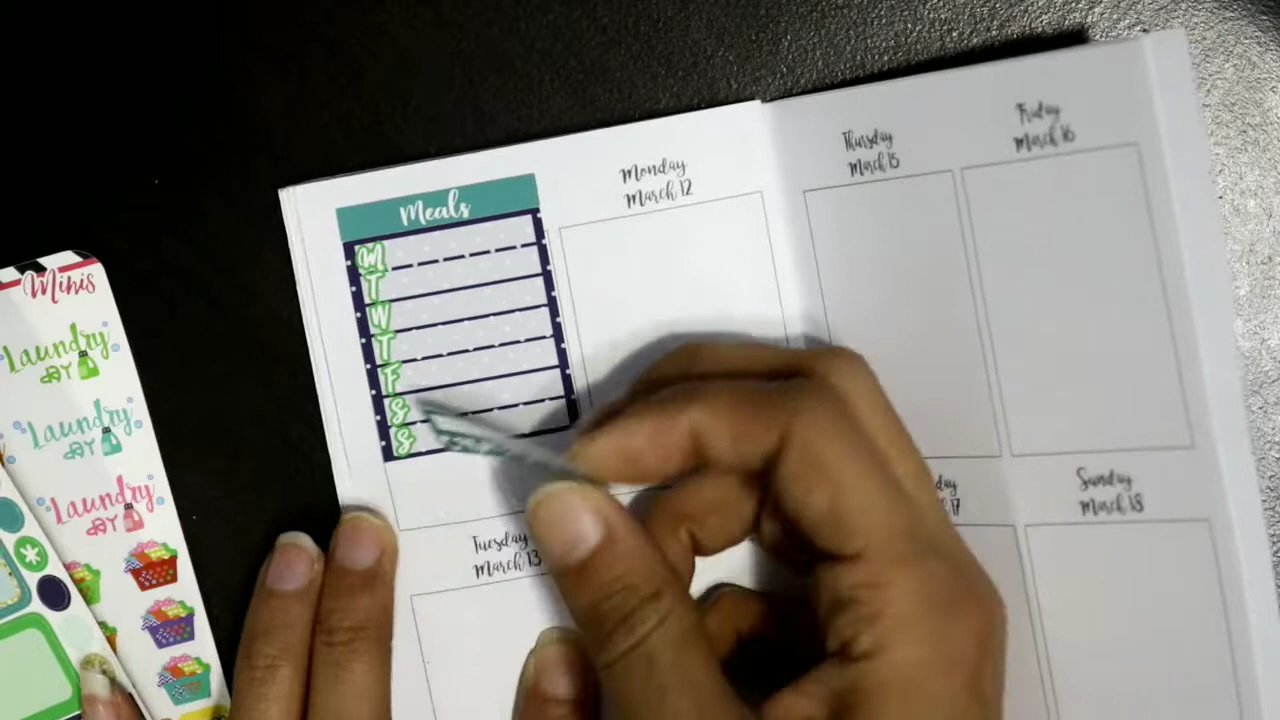 Minis
Laundry
DAY
Laundry
DAY
Laundry
DAY
Meals
M
T
W
T
F
S
S
Monday
March 12
Tuesday
March 13
Thursday
March 15
Friday
March 16
17
Sunday
March 18